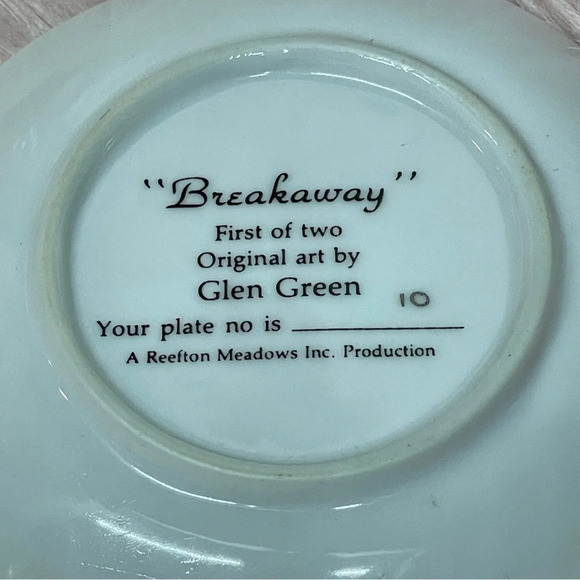 "Breakaway"
First of two
Original art by
Glen Green
Your plate no is 10
A Reefton Meadows Inc. Production